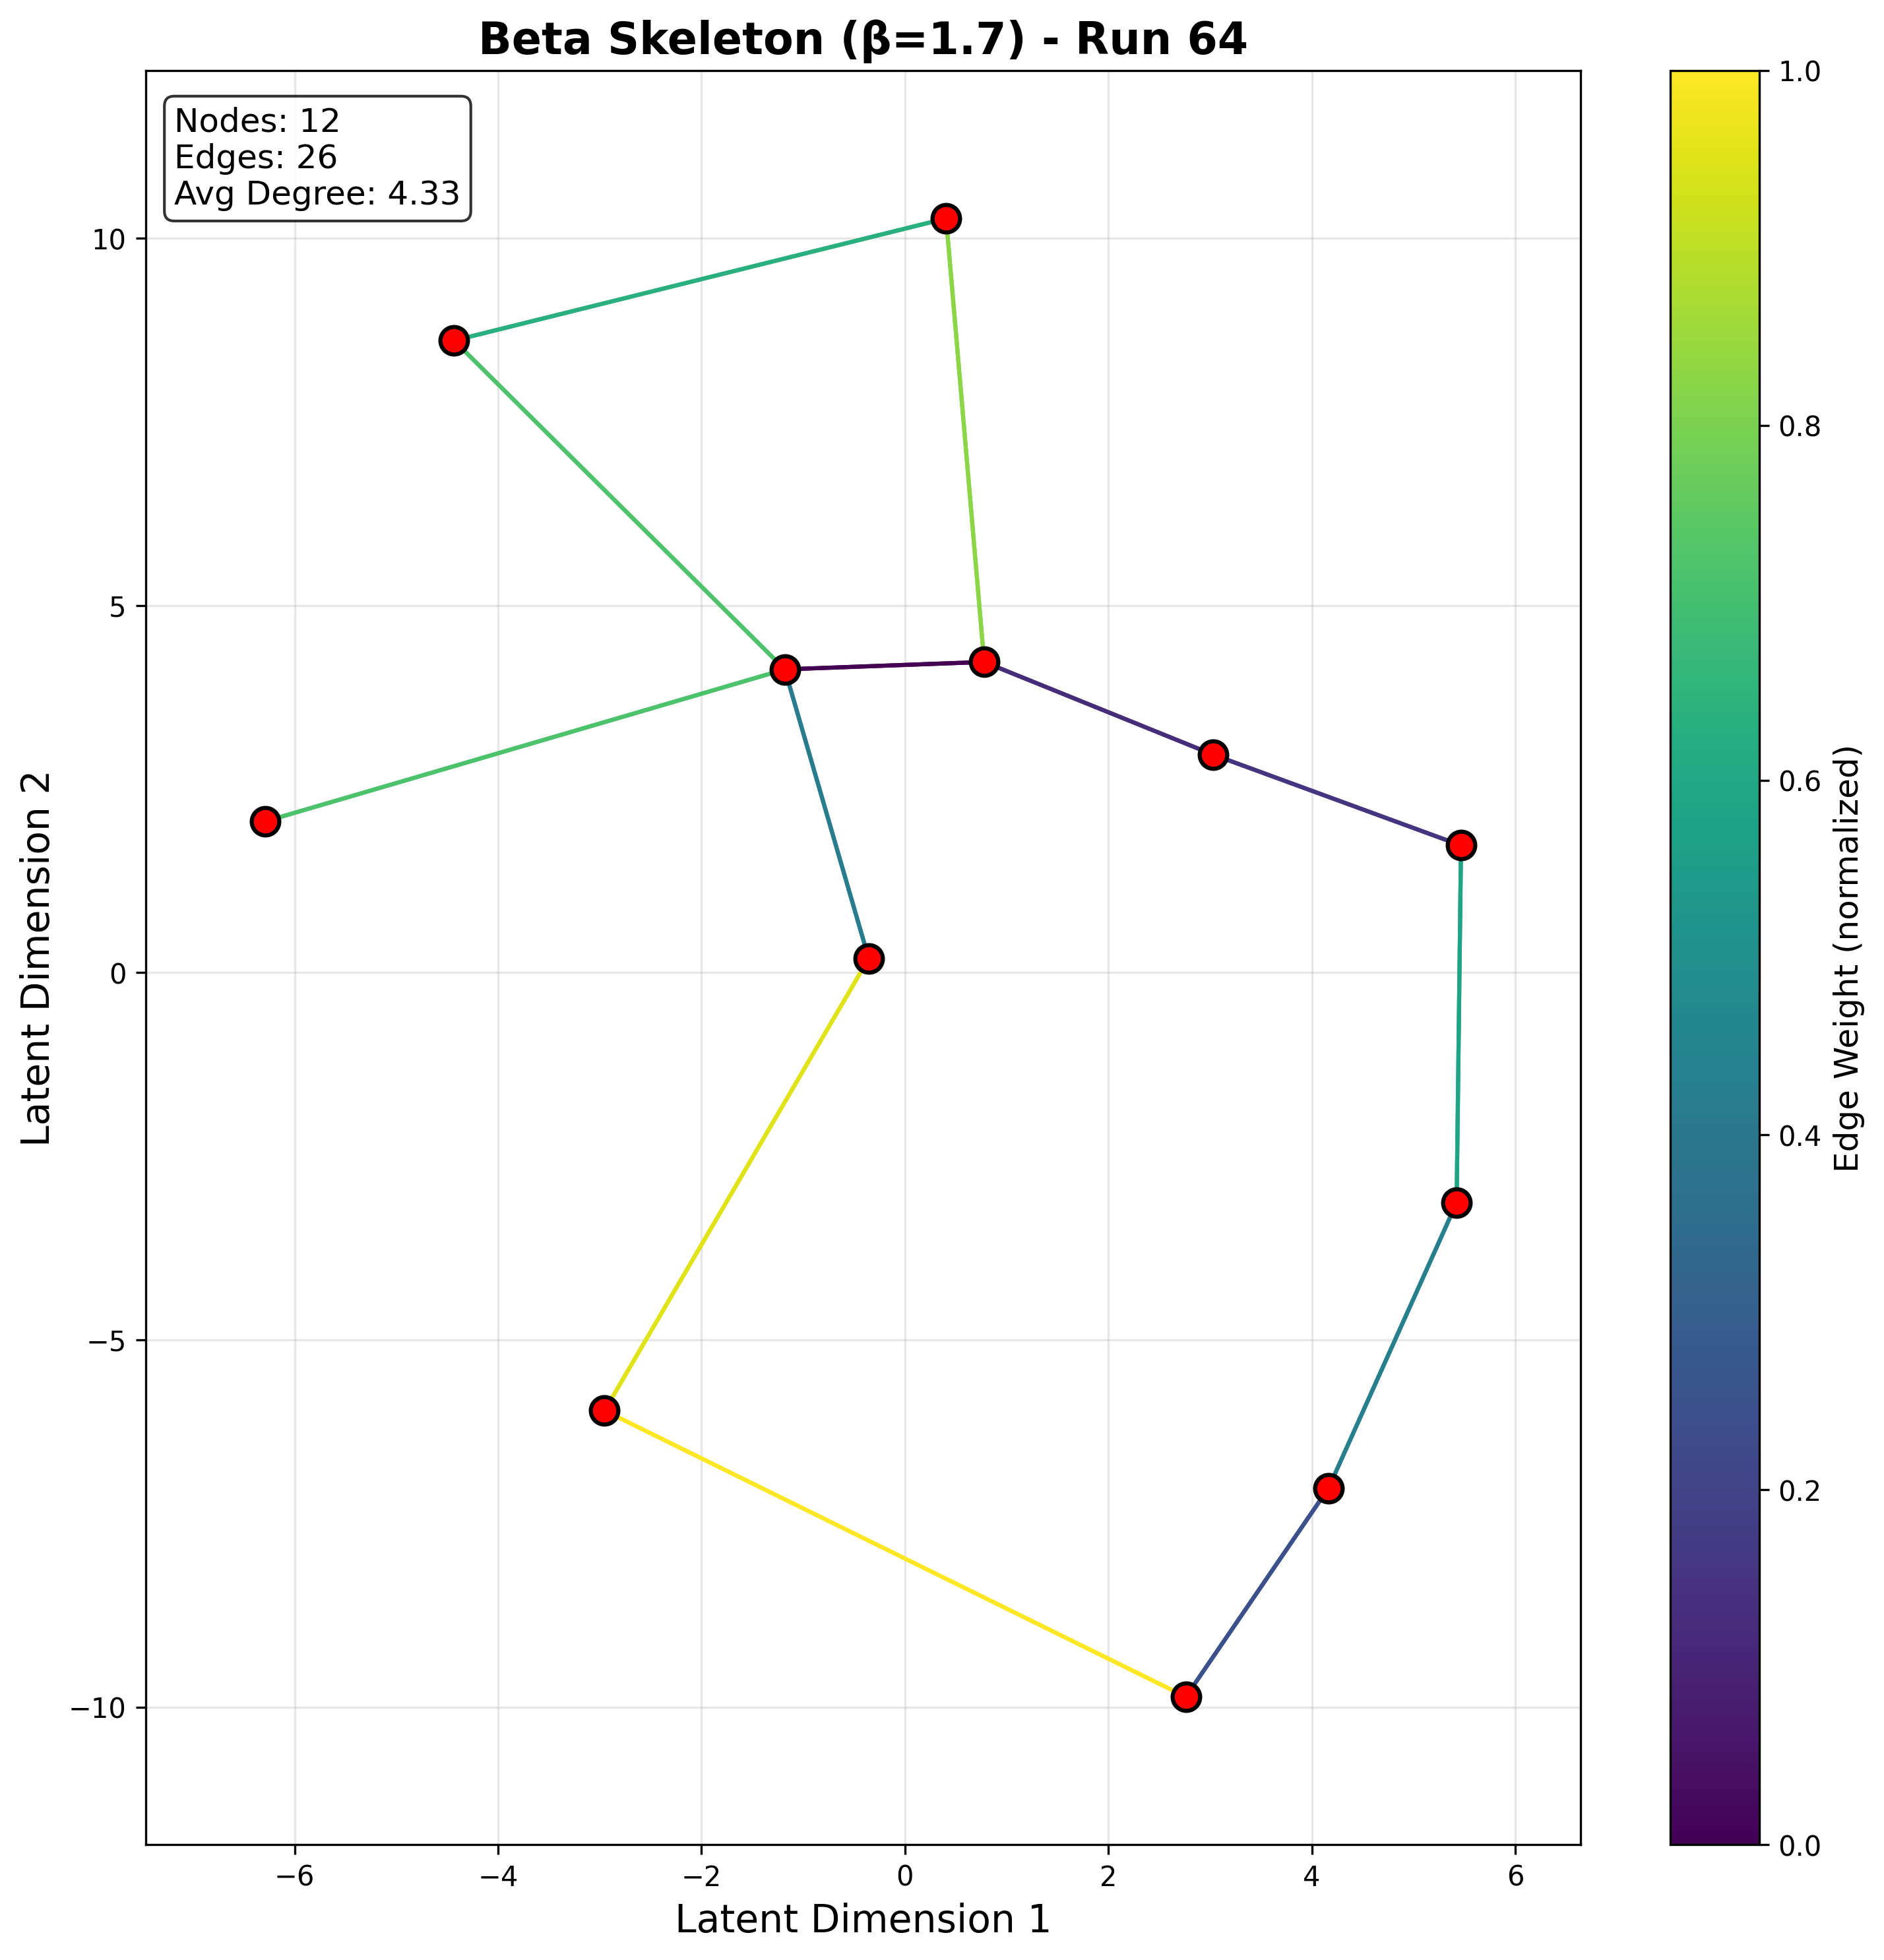 Beta Skeleton (β=1.7) - Run 64
Nodes: 12
Edges: 26
Avg Degree: 4.33
10
5
0
−5
−10
Latent Dimension 2
−6
−4
−2
0
2
4
6
Latent Dimension 1
1.0
0.8
0.6
0.4
0.2
0.0
Edge Weight (normalized)